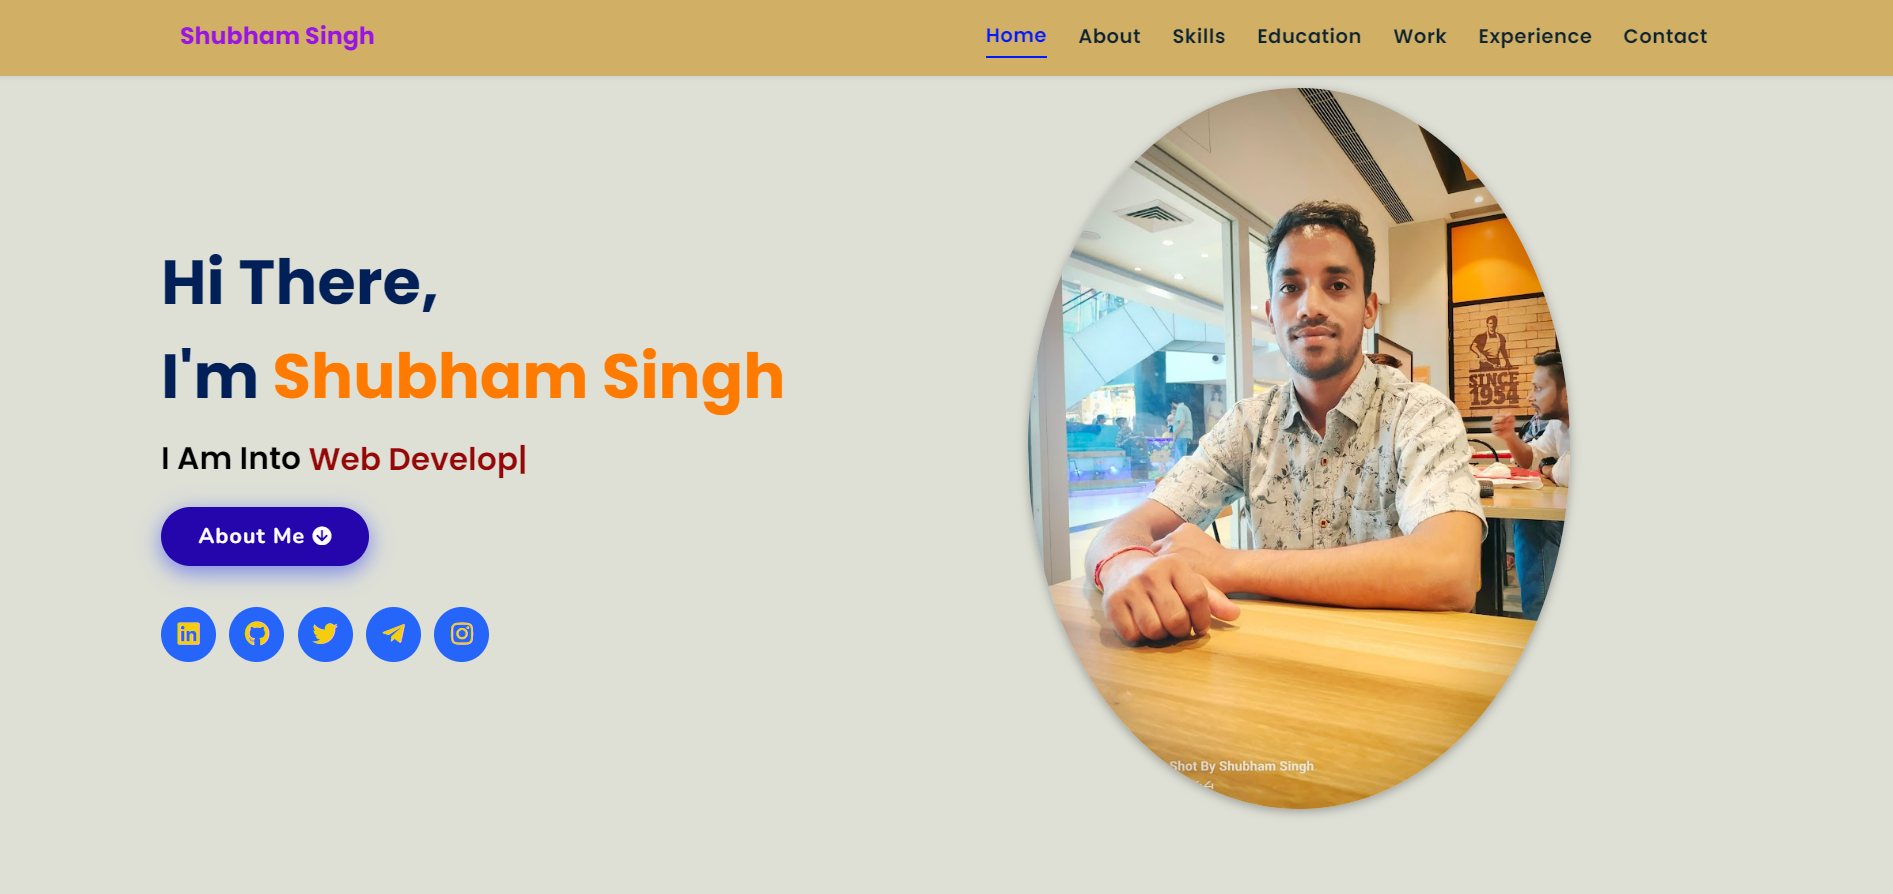 Shubham Singh
Home About Skills Education Work Experience Contact
Hi There,
I'm Shubham Singh
I Am Into Web Develop|
About Me
in
SINCE
1954
Shot By Shubham Singh